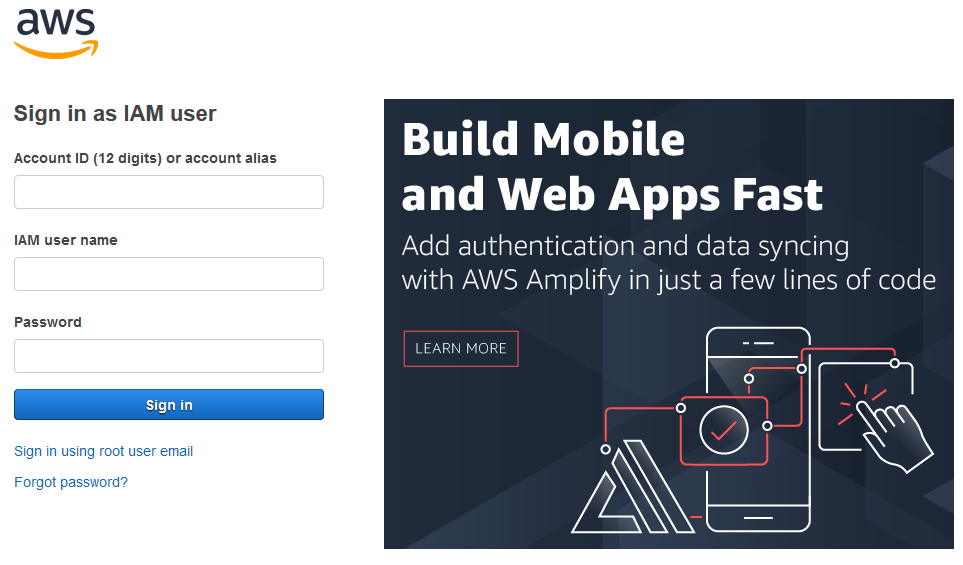 aws
Sign in as IAM user
Account ID (12 digits) or account alias
IAM user name
Password
Sign in
Sign in using root user email
Forgot password?
Build Mobile
and Web Apps Fast
Add authentication and data syncing
with AWS Amplify in just a few lines of code
LEARN MORE